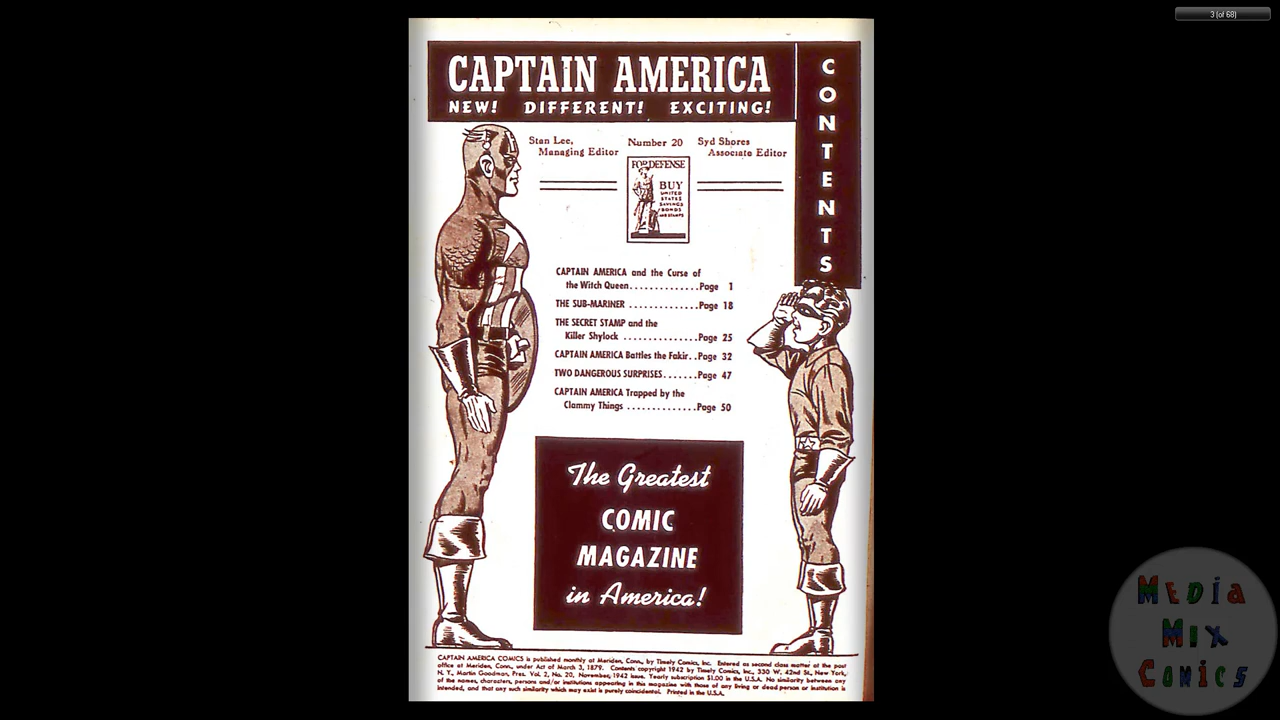 3 (of 68)
CAPTAIN AMERICA
NEW! DIFFERENT! EXCITING!
CONTENTS
Stan Lee,
Managing Editor
Number 20
Syd Shores
Associate Editor
FOR DEFENSE
BUY
UNITED
STATES
SAVINGS
BONDS
AND STAMPS
CAPTAIN AMERICA and the Curse of
the Witch Queen..............Page 1
THE SUB-MARINER ..............Page 18
THE SECRET STAMP and the
Killer Shylock ...............Page 25
CAPTAIN AMERICA Battles the Fakir..Page 32
TWO DANGEROUS SURPRISES.......Page 47
CAPTAIN AMERICA Trapped by the
Clammy Things ..............Page 50
The Greatest
COMIC
MAGAZINE
in America!
CAPTAIN AMERICA COMICS is published monthly at Meriden, Conn., by Timely Comics, Inc. Entered as second class matter at the post
office at Meriden, Conn., under Act of March 3, 1879. Contents copyright 1942 by Timely Comics, Inc., 330 W. 42nd St., New York,
N. Y., Martin Goodman, Pres. Vol. 2, No. 20, November, 1942 issue. Yearly subscription $1.00 in the U.S.A. No similarity between any
of the names, characters, persons and/or institutions appearing in this magazine with those of any living or dead person or institution is
intended, and that any such similarity which may exist is purely coincidental. Printed in the U.S.A.
MEDIA
MIX
COMICS